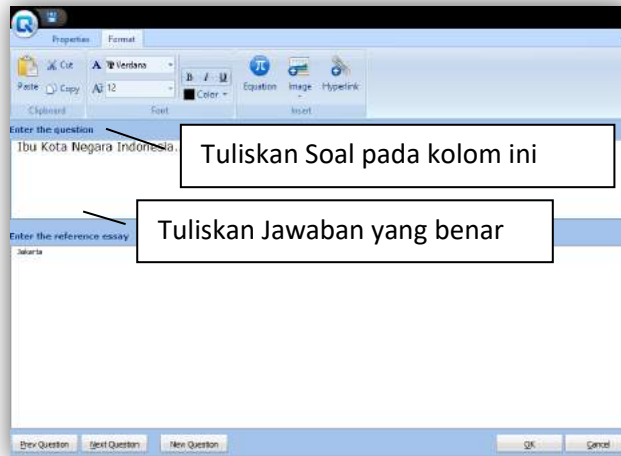 Properties Format
Paste Cut Copy
Clipboard
Verdana
12
B I U
Color
Font
Equation Image Hyperlink
Insert
Enter the question
Ibu Kota Negara Indonesia.
Tuliskan Soal pada kolom ini
Tuliskan Jawaban yang benar
Enter the reference essay
Jakarta
Prev Question Next Question New Question OK Cancel